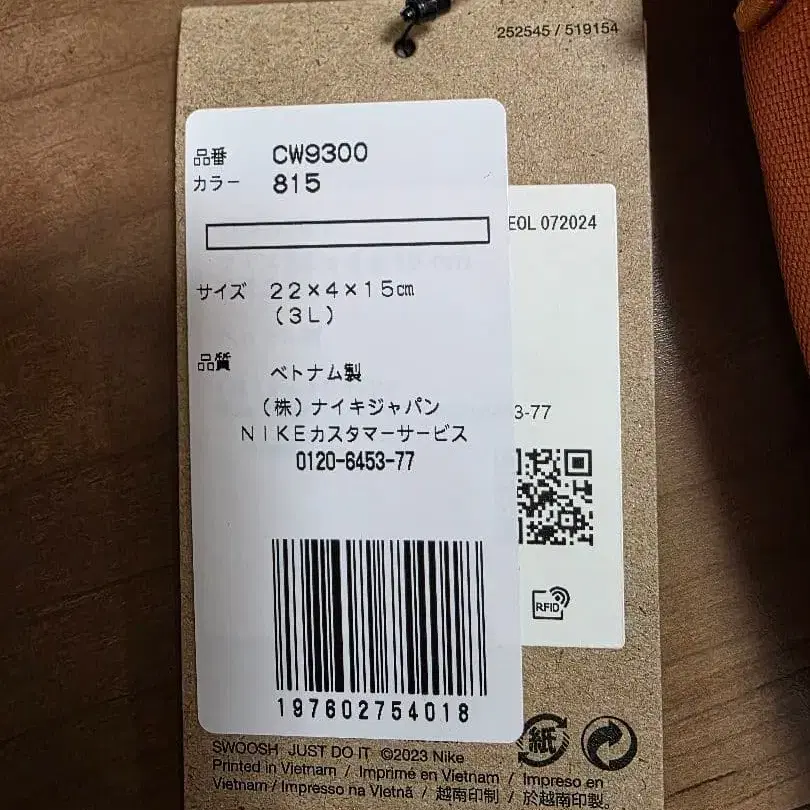 252545 / 519154
品番 CW9300
カラー 815
EOL 072024
サイズ 22×4×15㎝
(3L)
品質 ベトナム製
(株)ナイキジャパン
NIKEカスタマーサービス
0120-6453-77
3-77
RFID
197602754018
紙
SWOOSH JUST DO IT ©2023 Nike
Printed in Vietnam / Imprimé en Vietnam / Impreso en
Vietnam / Impresso na Vietnã / 越南印制 / 於越南印製。